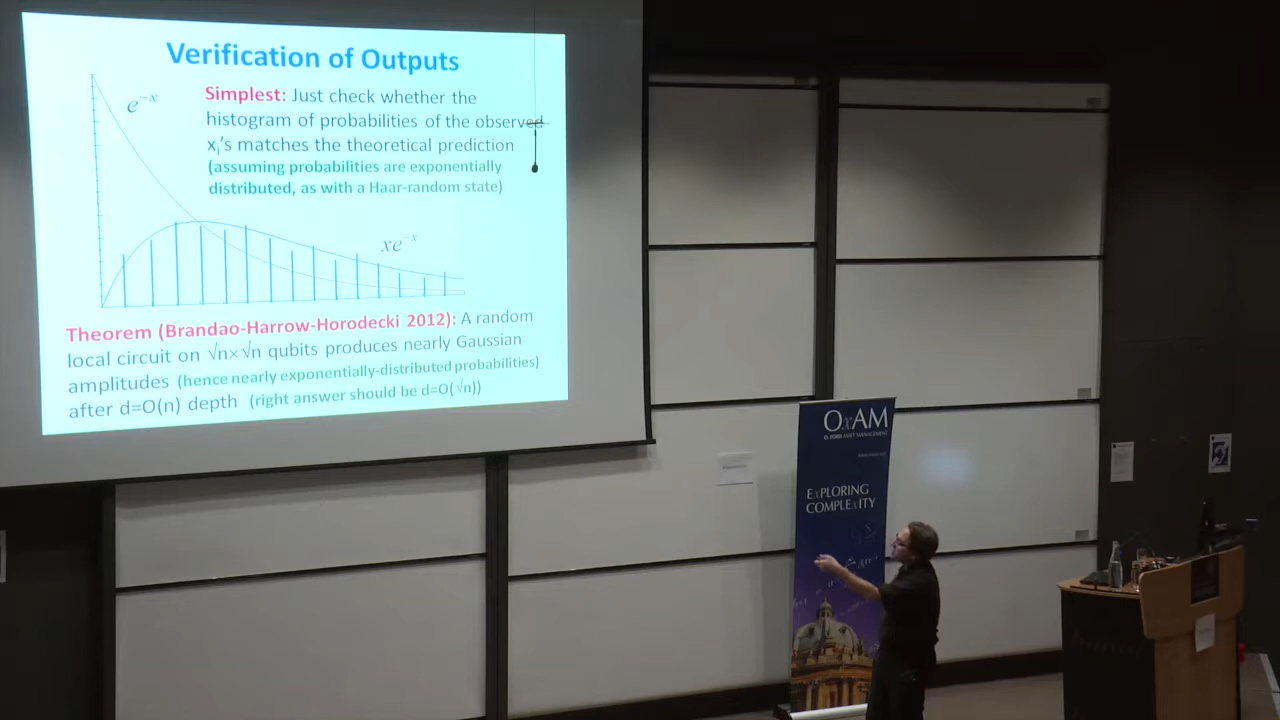 Verification of Outputs
e⁻ˣ
Simplest: Just check whether the
histogram of probabilities of the observed
xᵢ's matches the theoretical prediction
(assuming probabilities are exponentially
distributed, as with a Haar-random state)
xe⁻ˣ
Theorem (Brandao-Harrow-Horodecki 2012): A random
local circuit on √n×√n qubits produces nearly Gaussian
amplitudes (hence nearly exponentially-distributed probabilities)
after d=O(n) depth (right answer should be d=O(√n))
OxAM
OXFORD ASSET MANAGEMENT
EXPLORING
COMPLEXITY